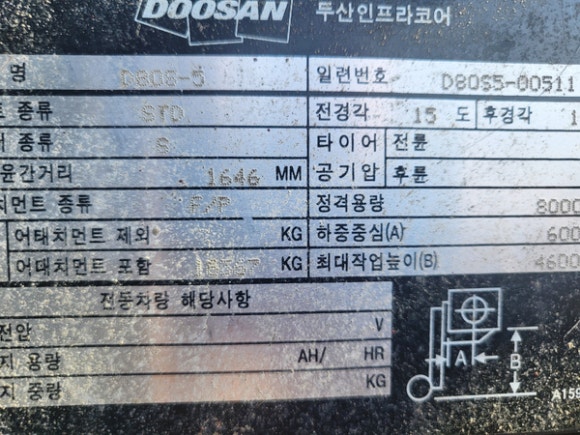 DOOSAN 두산인프라코어
명 D80S-5 일련번호 D80S5-00511
트 종류 STD 전경각 15 도 후경각 1
어 종류 S 타이어 전륜
윤간거리 1646 MM 공기압 후륜
치먼트 종류 F/P 정격용량 8000
어태치먼트 제외 KG 하중중심(A) 600
어태치먼트 포함 KG 최대작업높이(B) 4600
전동차량 해당사항
전압 V
지 용량 AH/ HR
지 중량 KG
A B